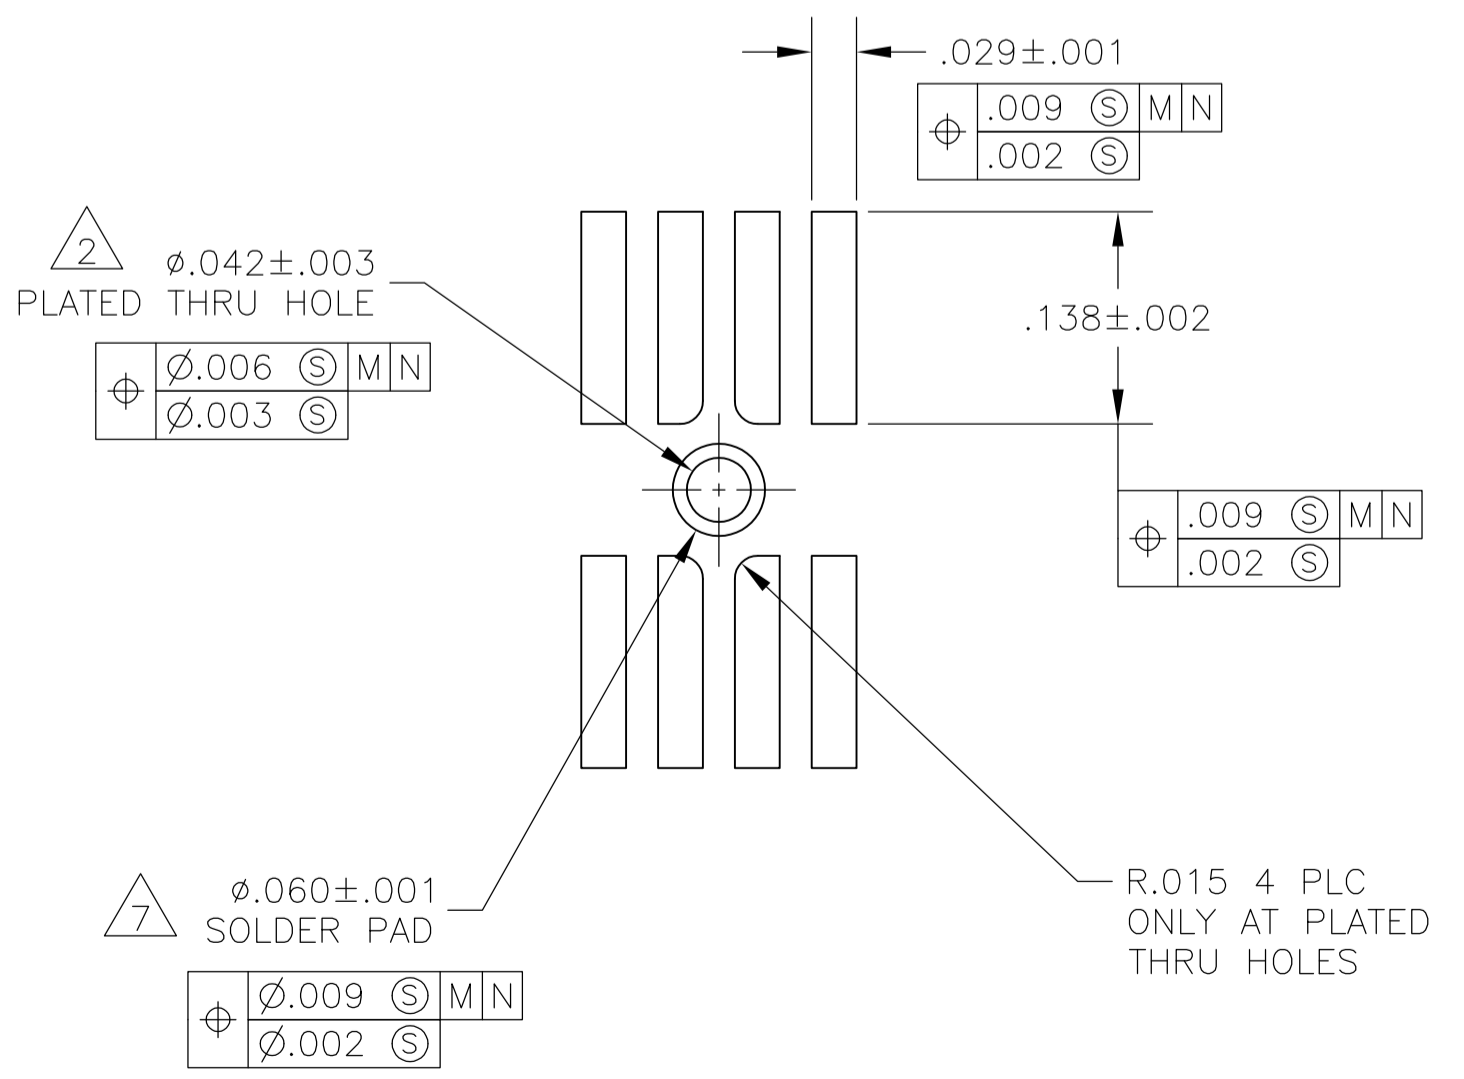 .029±.001
⌖ .009 Ⓢ M N
.002 Ⓢ
2
⌀.042±.003
PLATED THRU HOLE
⌖ ⌀.006 Ⓢ M N
⌀.003 Ⓢ
.138±.002
⌖ .009 Ⓢ M N
.002 Ⓢ
7
⌀.060±.001
SOLDER PAD
⌖ ⌀.009 Ⓢ M N
⌀.002 Ⓢ
R.015 4 PLC
ONLY AT PLATED
THRU HOLES